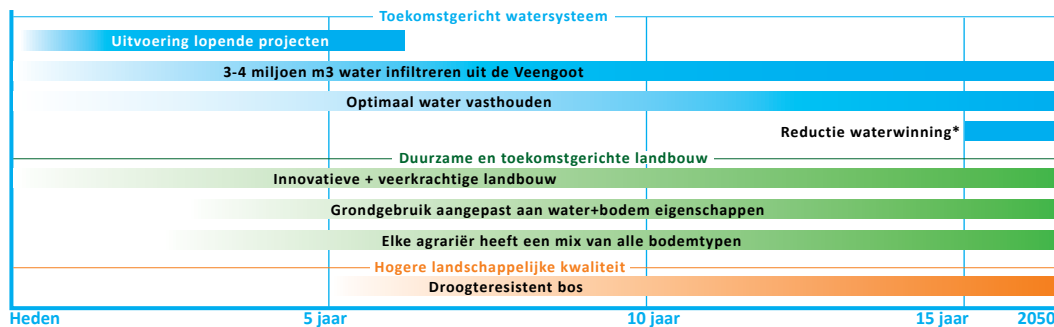 Toekomstgericht watersysteem
Uitvoering lopende projecten
3-4 miljoen m3 water infiltreren uit de Veengoot
Optimaal water vasthouden
Reductie waterwinning*
Duurzame en toekomstgerichte landbouw
Innovatieve + veerkrachtige landbouw
Grondgebruik aangepast aan water+bodem eigenschappen
Elke agrariër heeft een mix van alle bodemtypen
Hogere landschappelijke kwaliteit
Droogteresistent bos
Heden 5 jaar 10 jaar 15 jaar 2050